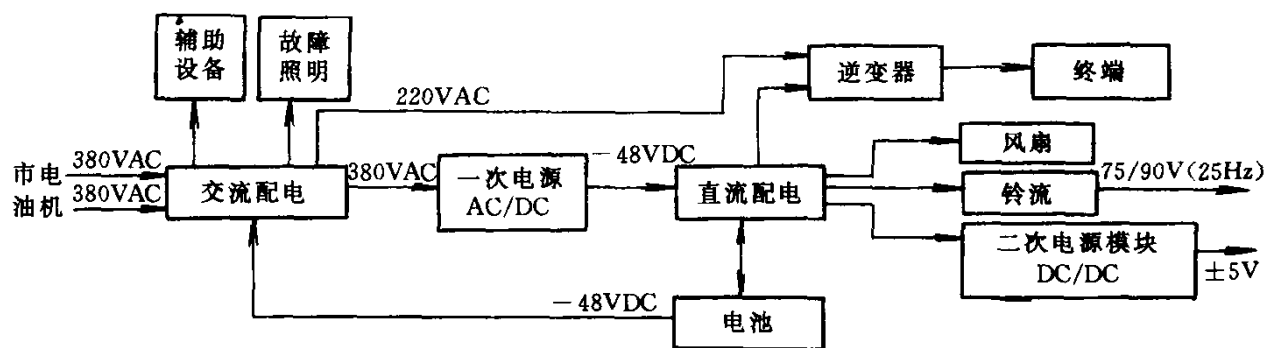 辅助
设备
故障
照明
逆变器
终端
220VAC
风扇
市电
380VAC
油机
380VAC
交流配电
380VAC
一次电源
AC/DC
-48VDC
直流配电
铃流
75/90V(25Hz)
二次电源模块
DC/DC
±5V
-48VDC
电池